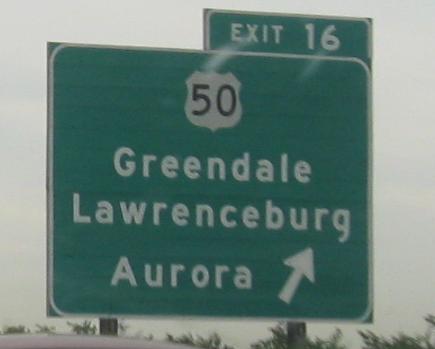 EXIT 16
50
Greendale
Lawrenceburg
Aurora